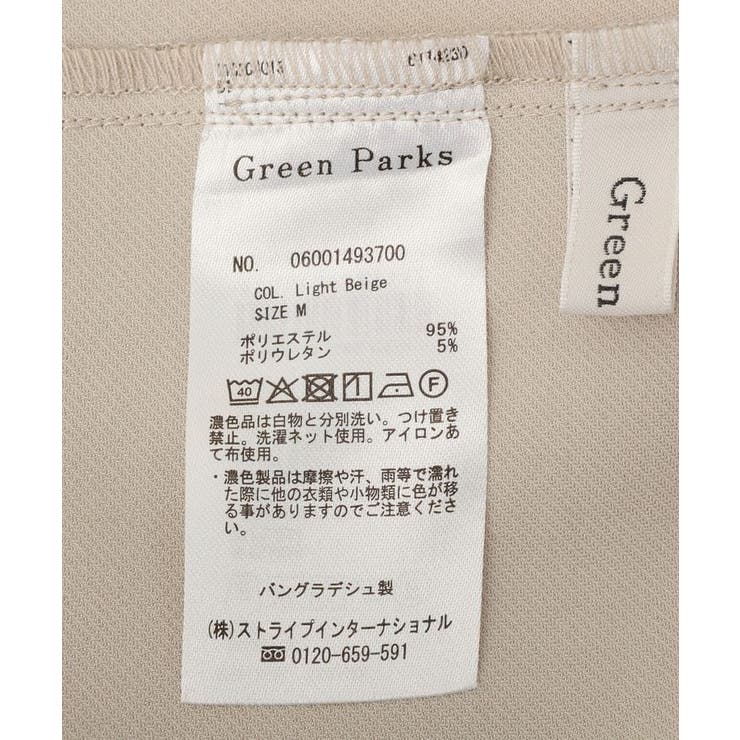 Green Parks
NO. 06001493700
COL. Light Beige
SIZE M
ポリエステル 95%
ポリウレタン 5%
40 F
濃色品は白物と分別洗い。つけ置き
禁止。洗濯ネット使用。アイロンあ
て布使用。
・濃色製品は摩擦や汗、雨等で濡れ
た際に他の衣類や小物類に色が移
る事がありますのでご注意くださ
い。
バングラデシュ製
(株)ストライプインターナショナル
0120-659-591
Green